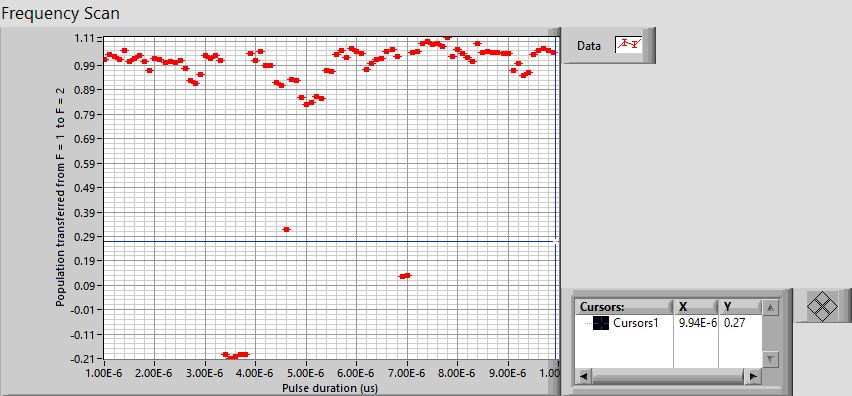 Frequency Scan
Population transferred from F = 1 to F = 2
1.11
0.99
0.89
0.79
0.69
0.59
0.49
0.39
0.29
0.19
0.09
-0.01
-0.11
-0.21
1.00E-6 2.00E-6 3.00E-6 4.00E-6 5.00E-6 6.00E-6 7.00E-6 8.00E-6 9.00E-6 1.00
Pulse duration (us)
Data
Cursors: X Y
Cursors1 9.94E-6 0.27